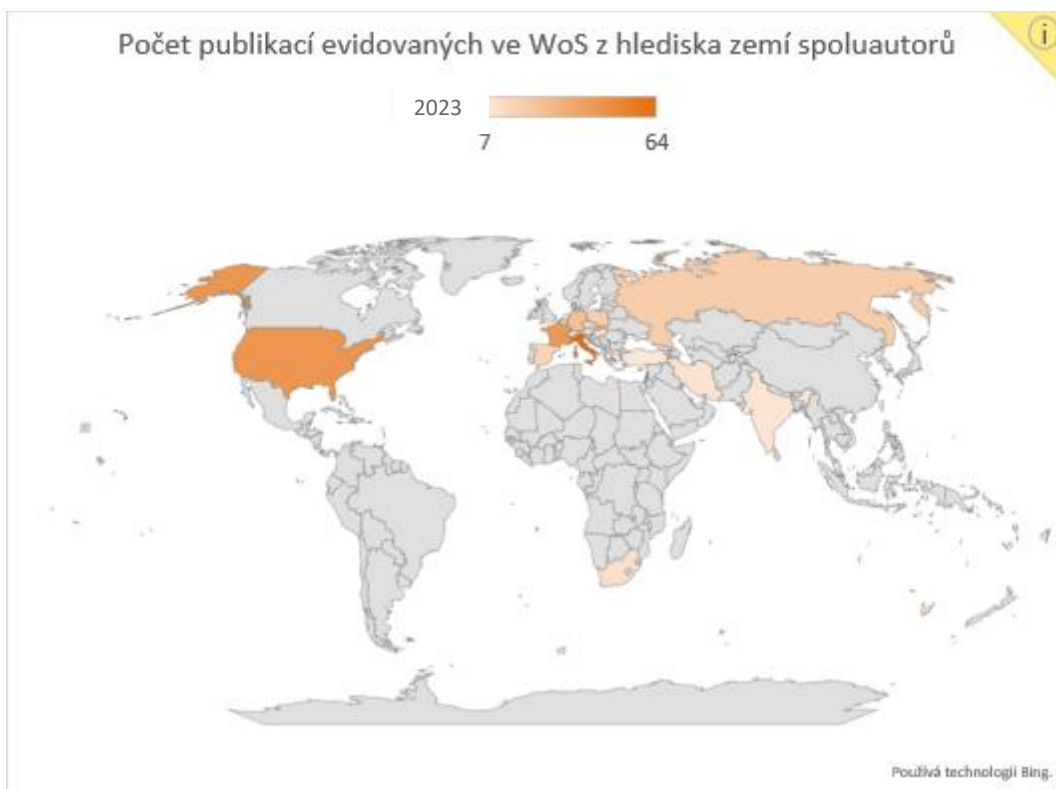 Počet publikací evidovaných ve WoS z hlediska zemí spoluautorů
i
2023
7 64
Používá technologii Bing.